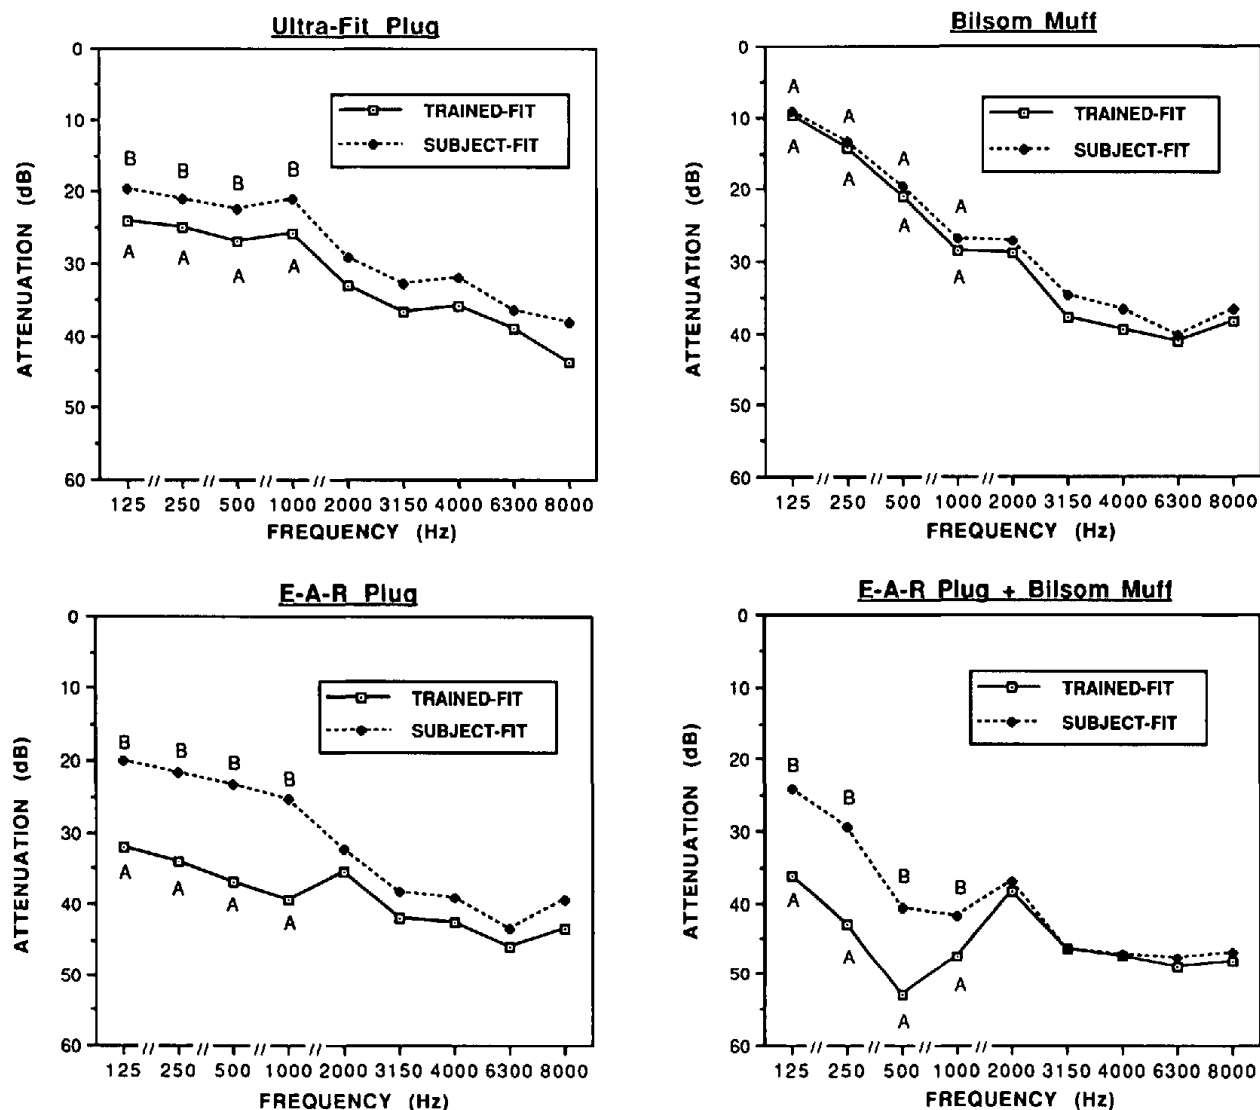 Ultra-Fit Plug
0
10
20
30
40
50
60
ATTENUATION (dB)
TRAINED-FIT
SUBJECT-FIT
B B B B
A A A A
125 // 250 // 500 // 1000 // 2000 3150 4000 6300 8000
FREQUENCY (Hz)
Bilsom Muff
0
10
20
30
40
50
60
ATTENUATION (dB)
TRAINED-FIT
SUBJECT-FIT
A A A A
A A A A
125 // 250 // 500 // 1000 // 2000 3150 4000 6300 8000
FREQUENCY (Hz)
E-A-R Plug
0
10
20
30
40
50
60
ATTENUATION (dB)
TRAINED-FIT
SUBJECT-FIT
B B B B
A A A A
125 // 250 // 500 // 1000 // 2000 3150 4000 6300 8000
FREQUENCY (Hz)
E-A-R Plug + Bilsom Muff
0
10
20
30
40
50
60
ATTENUATION (dB)
TRAINED-FIT
SUBJECT-FIT
B B B B
A A A A
125 // 250 // 500 // 1000 // 2000 3150 4000 6300 8000
FREQUENCY (Hz)